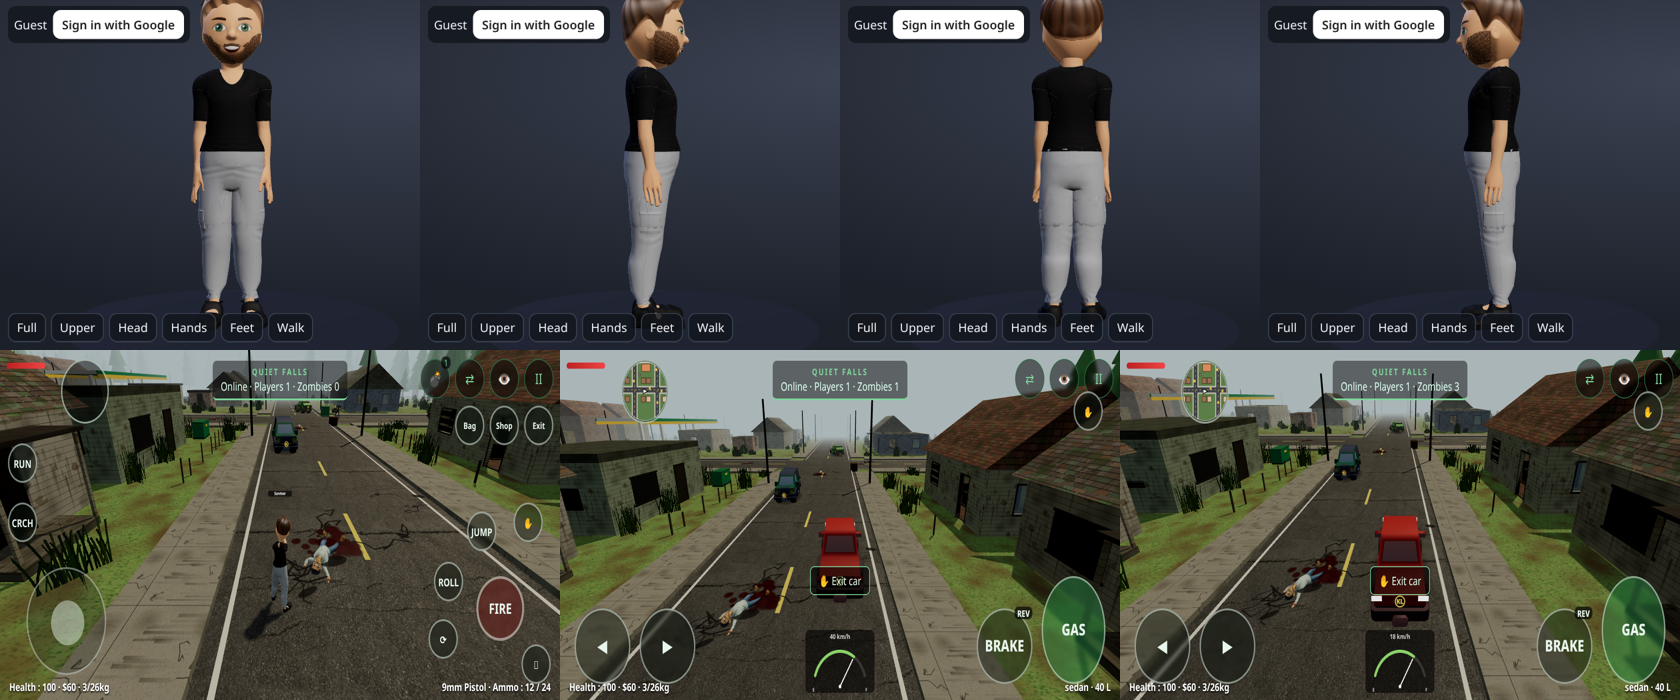 Guest Sign in with Google
Full Upper Head Hands Feet Walk
Guest Sign in with Google
Full Upper Head Hands Feet Walk
Guest Sign in with Google
Full Upper Head Hands Feet Walk
Guest Sign in with Google
Full Upper Head Hands Feet Walk
QUIET FALLS
Online · Players 1 · Zombies 0
Bag Shop Exit
RUN
CRCH
JUMP
ROLL
FIRE
Health : 100 · $60 · 3/26kg
9mm Pistol · Ammo : 12 / 24
QUIET FALLS
Online · Players 1 · Zombies 1
Exit car
REV
BRAKE
GAS
40 km/h
Health : 100 · $60 · 3/26kg
sedan · 40 L
QUIET FALLS
Online · Players 1 · Zombies 3
Exit car
KL
REV
BRAKE
GAS
18 km/h
Health : 100 · $60 · 3/26kg
sedan · 40 L